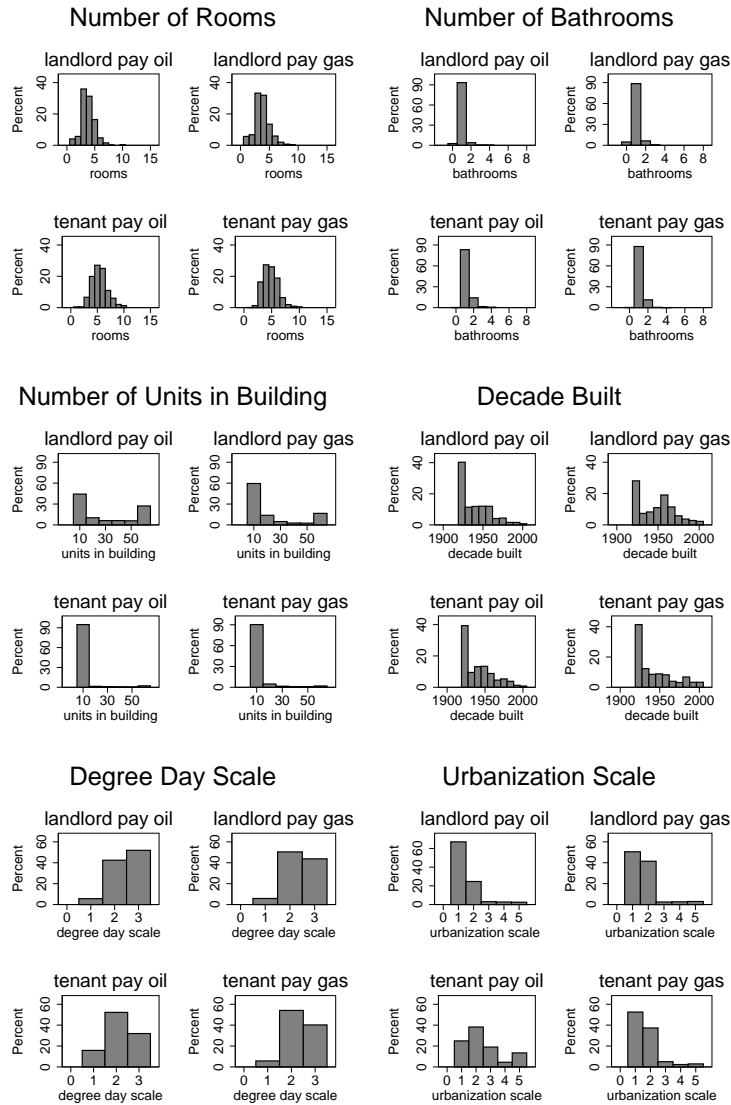 Number of Rooms
landlord pay oil
Percent
0 20 40
0 5 10 15
rooms
landlord pay gas
Percent
0 20 40
0 5 10 15
rooms
tenant pay oil
Percent
0 20 40
0 5 10 15
rooms
tenant pay gas
Percent
0 20 40
0 5 10 15
rooms
Number of Bathrooms
landlord pay oil
Percent
0 30 60 90
0 2 4 6 8
bathrooms
landlord pay gas
Percent
0 30 60 90
0 2 4 6 8
bathrooms
tenant pay oil
Percent
0 30 60 90
0 2 4 6 8
bathrooms
tenant pay gas
Percent
0 30 60 90
0 2 4 6 8
bathrooms
Number of Units in Building
landlord pay oil
Percent
0 30 60 90
10 30 50
units in building
landlord pay gas
Percent
0 30 60 90
10 30 50
units in building
tenant pay oil
Percent
0 30 60 90
10 30 50
units in building
tenant pay gas
Percent
0 30 60 90
10 30 50
units in building
Decade Built
landlord pay oil
Percent
0 20 40
1900 1950 2000
decade built
landlord pay gas
Percent
0 20 40
1900 1950 2000
decade built
tenant pay oil
Percent
0 20 40
1900 1950 2000
decade built
tenant pay gas
Percent
0 20 40
1900 1950 2000
decade built
Degree Day Scale
landlord pay oil
Percent
0 20 40 60
0 1 2 3
degree day scale
landlord pay gas
Percent
0 20 40 60
0 1 2 3
degree day scale
tenant pay oil
Percent
0 20 40 60
0 1 2 3
degree day scale
tenant pay gas
Percent
0 20 40 60
0 1 2 3
degree day scale
Urbanization Scale
landlord pay oil
Percent
0 20 40 60
0 1 2 3 4 5
urbanization scale
landlord pay gas
Percent
0 20 40 60
0 1 2 3 4 5
urbanization scale
tenant pay oil
Percent
0 20 40 60
0 1 2 3 4 5
urbanization scale
tenant pay gas
Percent
0 20 40 60
0 1 2 3 4 5
urbanization scale